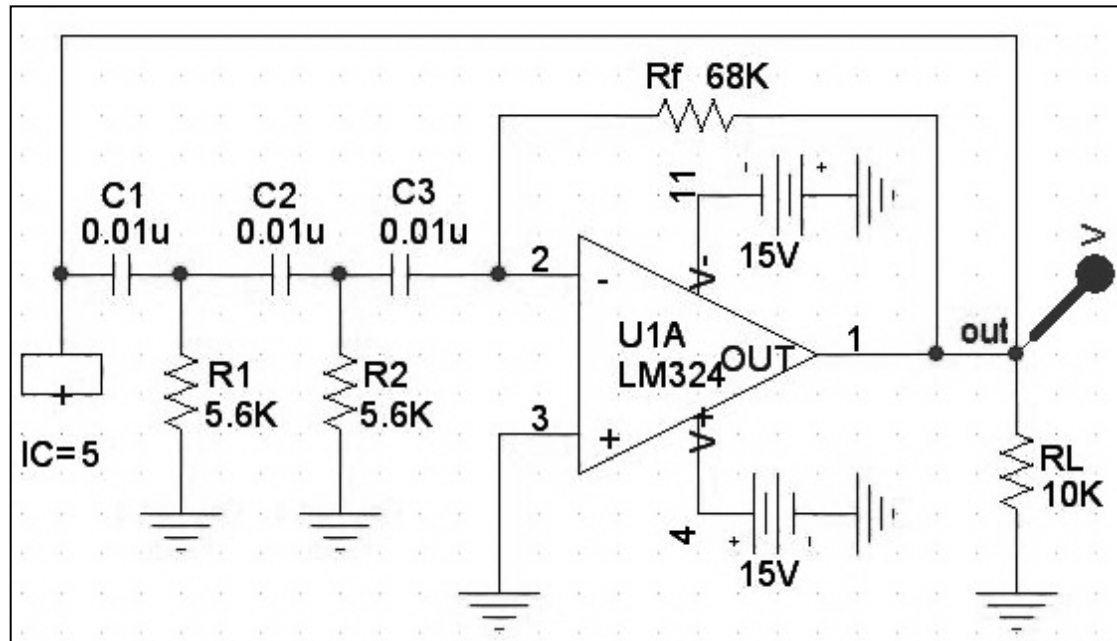 Rf 68K
C1
0.01u
C2
0.01u
C3
0.01u
11
- +
15V
V-
2
-
U1A
LM324
OUT
1
out
V
R1
5.6K
R2
5.6K
3
+
V+
+
IC=5
4
+ -
15V
RL
10K